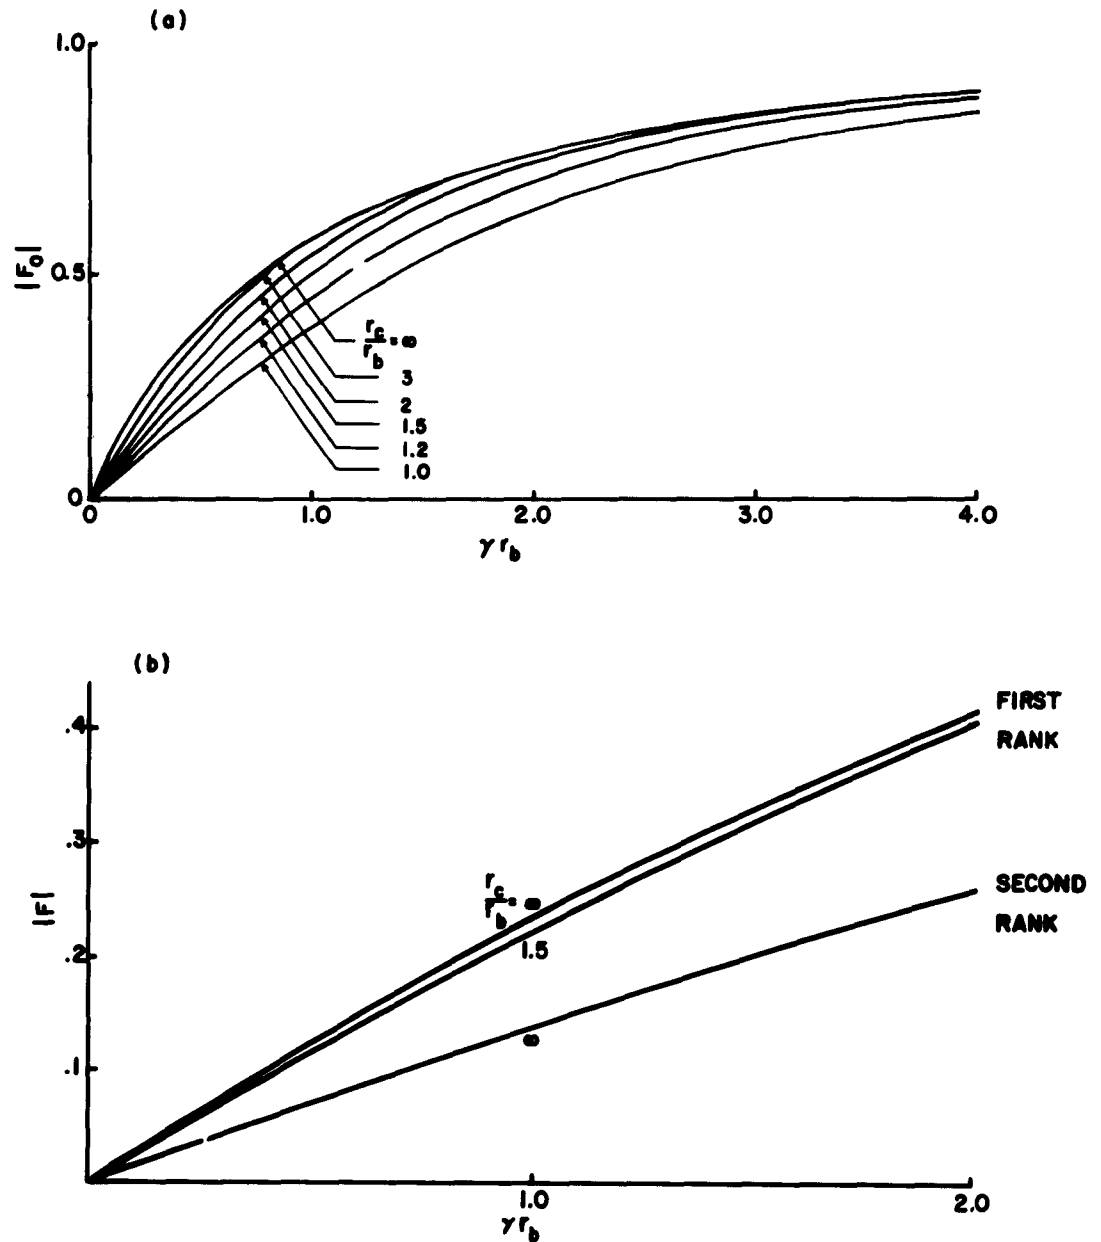 (a)
1.0
|F₀|
0.5
r_c/r_b = ∞
3
2
1.5
1.2
1.0
0
0 1.0 2.0 3.0 4.0
γ r_b
(b)
FIRST
RANK
.4
.3
|F|
r_c/r_b = ∞
1.5
SECOND
RANK
.2
∞
.1
1.0 2.0
γ r_b